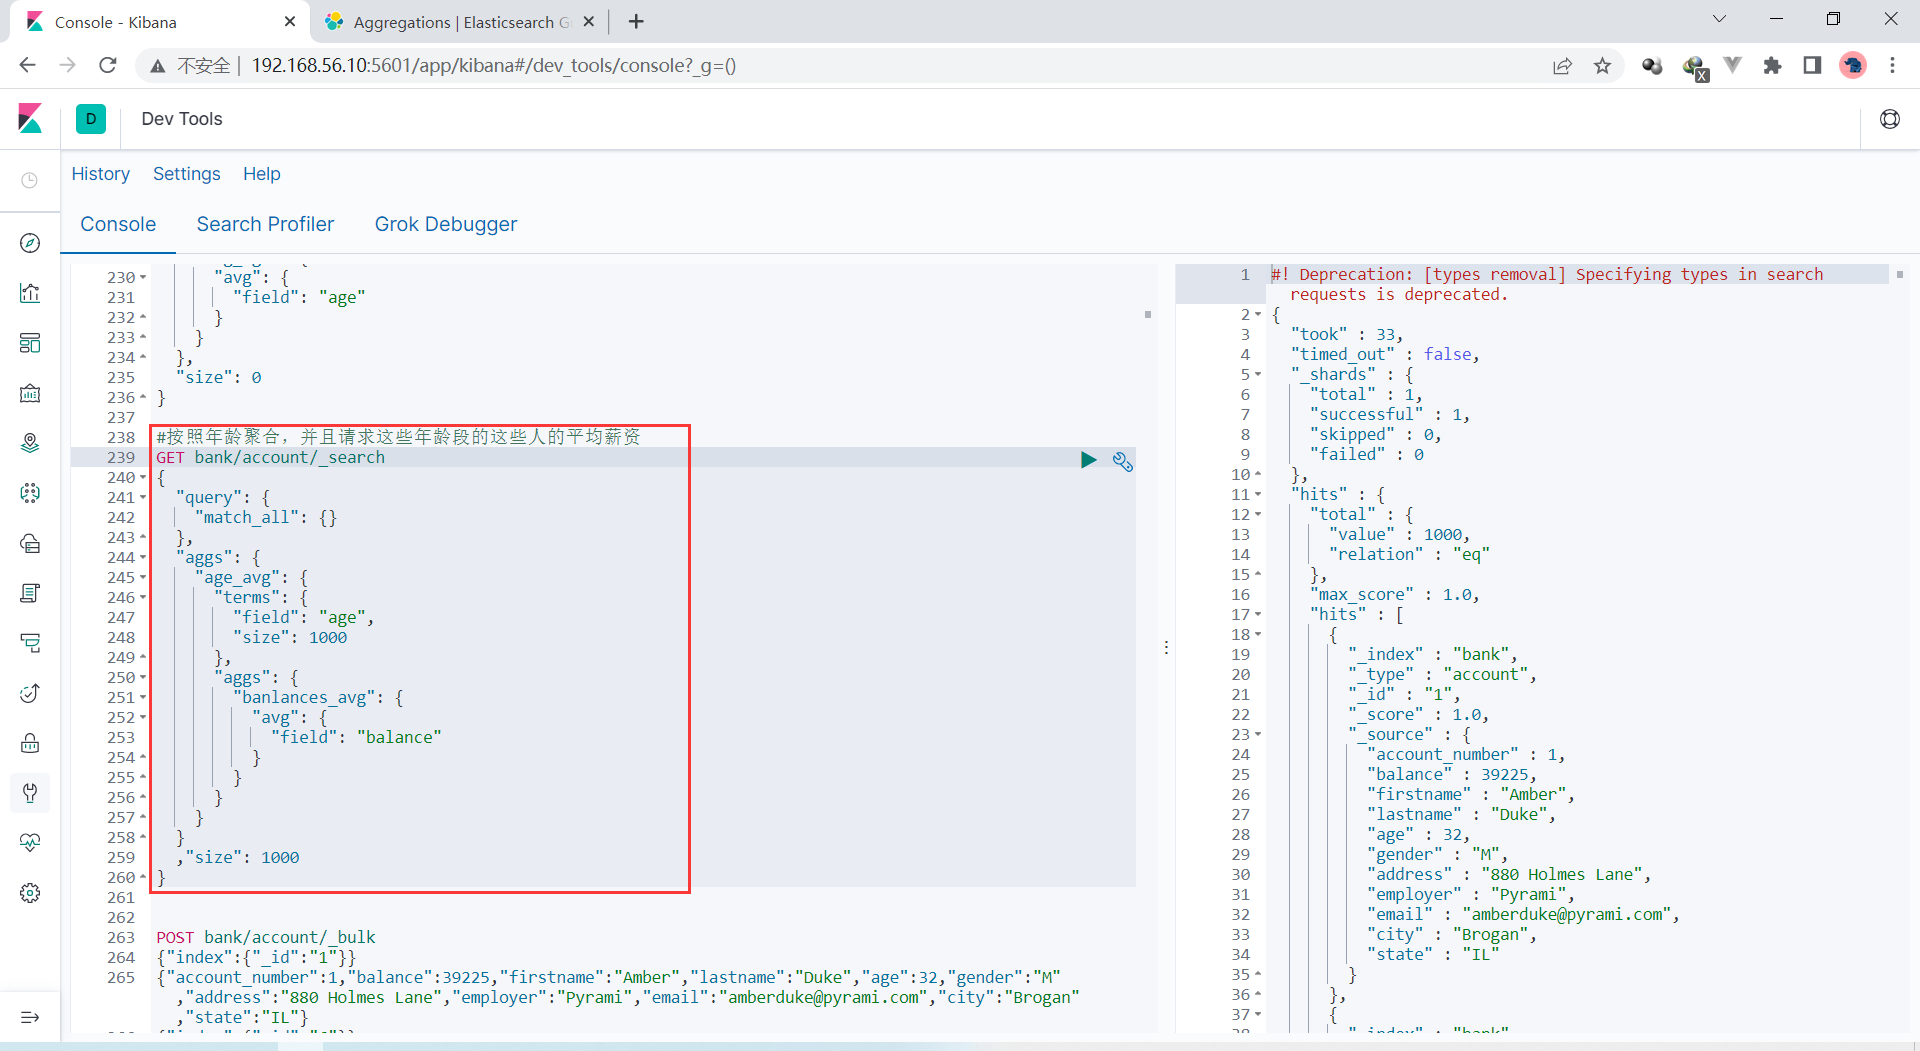 Console - Kibana
Aggregations | Elasticsearch G
不安全 | 192.168.56.10:5601/app/kibana#/dev_tools/console?_g=()
X
D Dev Tools
History Settings Help
Console Search Profiler Grok Debugger
230 "avg": {
231 "field": "age"
232 }
233 }
234 },
235 "size": 0
236 }
237
238 #按照年龄聚合，并且请求这些年龄段的这些人的平均薪资
239 GET bank/account/_search
240 {
241 "query": {
242 "match_all": {}
243 },
244 "aggs": {
245 "age_avg": {
246 "terms": {
247 "field": "age",
248 "size": 1000
249 },
250 "aggs": {
251 "banlances_avg": {
252 "avg": {
253 "field": "balance"
254 }
255 }
256 }
257 }
258 }
259 ,"size": 1000
260 }
261
262
263 POST bank/account/_bulk
264 {"index":{"_id":"1"}}
265 {"account_number":1,"balance":39225,"firstname":"Amber","lastname":"Duke","age":32,"gender":"M"
,"address":"880 Holmes Lane","employer":"Pyrami","email":"amberduke@pyrami.com","city":"Brogan"
,"state":"IL"}
1 #! Deprecation: [types removal] Specifying types in search
requests is deprecated.
2 {
3 "took" : 33,
4 "timed_out" : false,
5 "_shards" : {
6 "total" : 1,
7 "successful" : 1,
8 "skipped" : 0,
9 "failed" : 0
10 },
11 "hits" : {
12 "total" : {
13 "value" : 1000,
14 "relation" : "eq"
15 },
16 "max_score" : 1.0,
17 "hits" : [
18 {
19 "_index" : "bank",
20 "_type" : "account",
21 "_id" : "1",
22 "_score" : 1.0,
23 "_source" : {
24 "account_number" : 1,
25 "balance" : 39225,
26 "firstname" : "Amber",
27 "lastname" : "Duke",
28 "age" : 32,
29 "gender" : "M",
30 "address" : "880 Holmes Lane",
31 "employer" : "Pyrami",
32 "email" : "amberduke@pyrami.com",
33 "city" : "Brogan",
34 "state" : "IL"
35 }
36 },
37 {
38 "_index" : "bank"